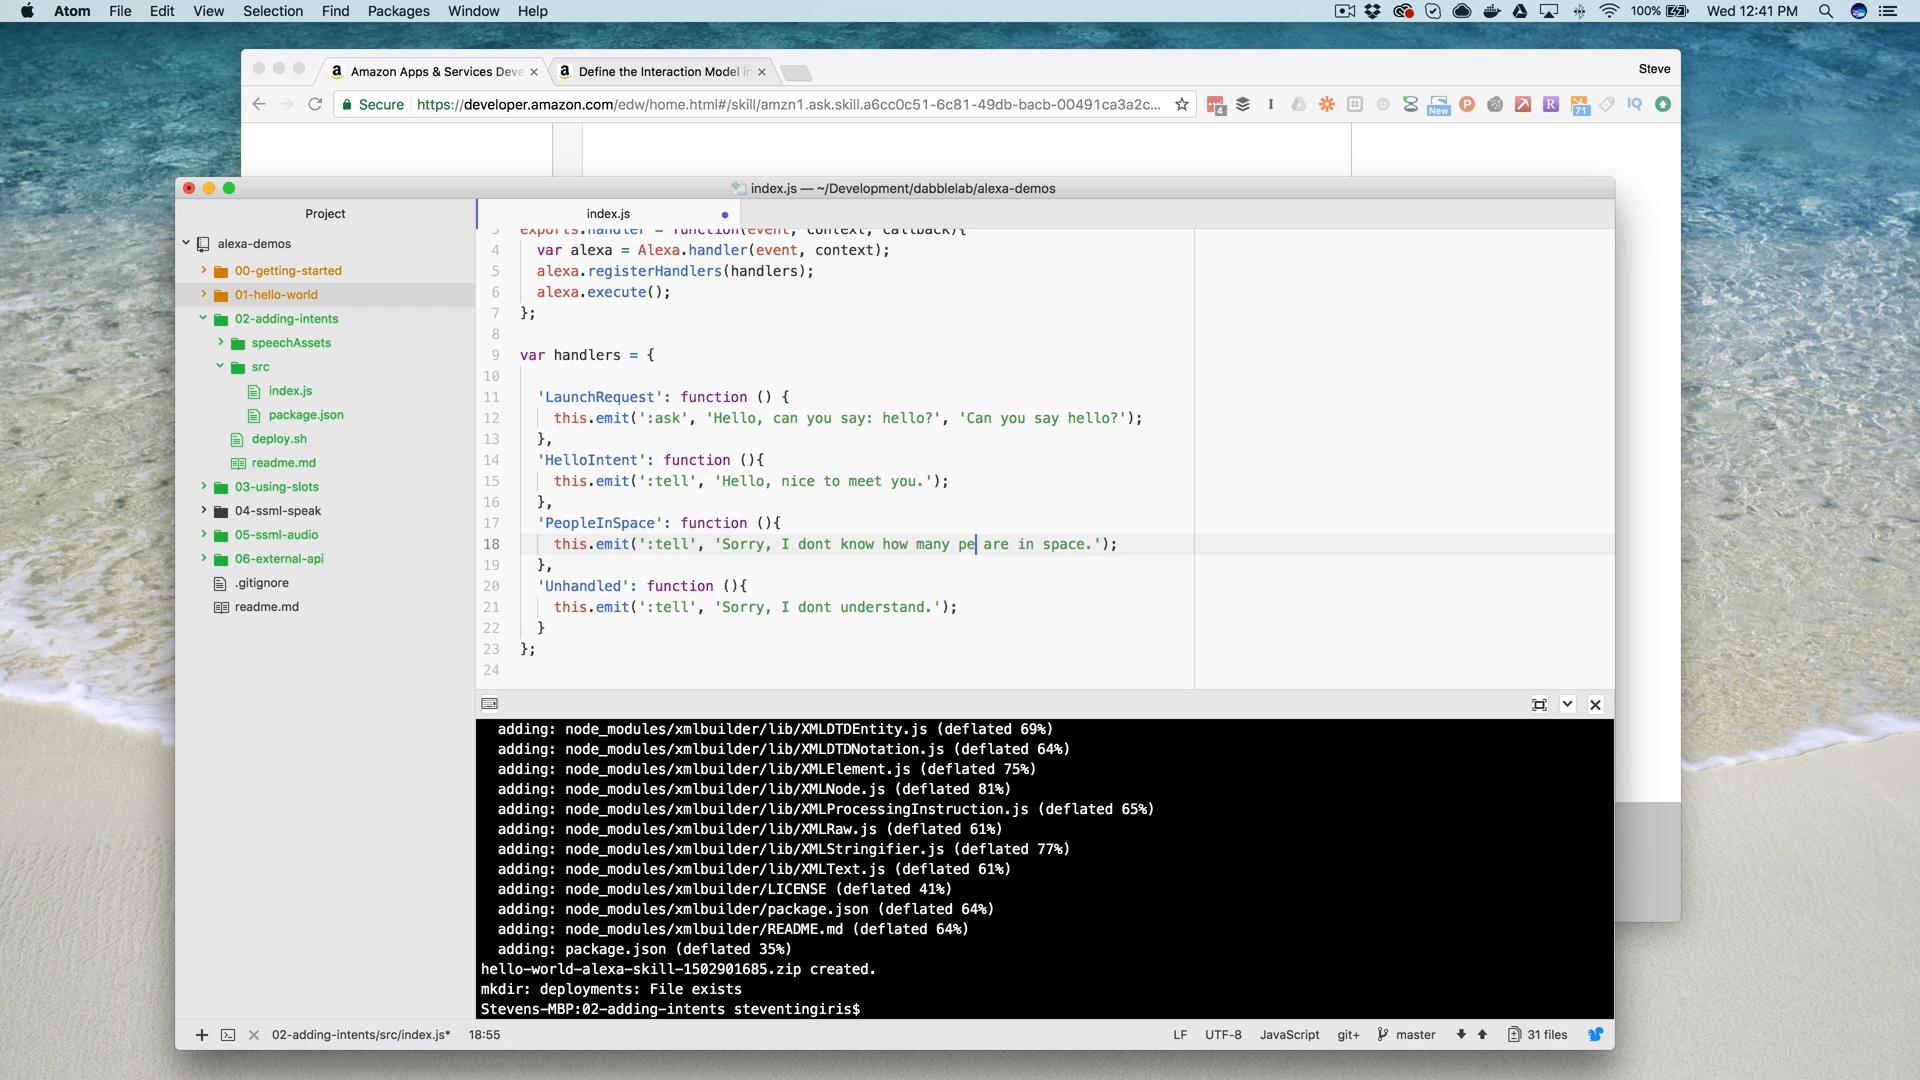 Atom File Edit View Selection Find Packages Window Help 100% Wed 12:41 PM
Amazon Apps & Services Deve Define the Interaction Model in Steve
Secure https://developer.amazon.com/edw/home.html#/skill/amzn1.ask.skill.a6cc0c51-6c81-49db-bacb-00491ca3a2c... 4 New 71 IQ
index.js — ~/Development/dabblelab/alexa-demos
Project
index.js
alexa-demos
00-getting-started
01-hello-world
02-adding-intents
speechAssets
src
index.js
package.json
deploy.sh
readme.md
03-using-slots
04-ssml-speak
05-ssml-audio
06-external-api
.gitignore
readme.md
3 exports.handler = function(event, context, callback){
4 var alexa = Alexa.handler(event, context);
5 alexa.registerHandlers(handlers);
6 alexa.execute();
7 };
8
9 var handlers = {
10
11 'LaunchRequest': function () {
12 this.emit(':ask', 'Hello, can you say: hello?', 'Can you say hello?');
13 },
14 'HelloIntent': function (){
15 this.emit(':tell', 'Hello, nice to meet you.');
16 },
17 'PeopleInSpace': function (){
18 this.emit(':tell', 'Sorry, I dont know how many pe are in space.');
19 },
20 'Unhandled': function (){
21 this.emit(':tell', 'Sorry, I dont understand.');
22 }
23 };
24
adding: node_modules/xmlbuilder/lib/XMLDTDEntity.js (deflated 69%)
adding: node_modules/xmlbuilder/lib/XMLDTDNotation.js (deflated 64%)
adding: node_modules/xmlbuilder/lib/XMLElement.js (deflated 75%)
adding: node_modules/xmlbuilder/lib/XMLNode.js (deflated 81%)
adding: node_modules/xmlbuilder/lib/XMLProcessingInstruction.js (deflated 65%)
adding: node_modules/xmlbuilder/lib/XMLRaw.js (deflated 61%)
adding: node_modules/xmlbuilder/lib/XMLStringifier.js (deflated 77%)
adding: node_modules/xmlbuilder/lib/XMLText.js (deflated 61%)
adding: node_modules/xmlbuilder/LICENSE (deflated 41%)
adding: node_modules/xmlbuilder/package.json (deflated 64%)
adding: node_modules/xmlbuilder/README.md (deflated 64%)
adding: package.json (deflated 35%)
hello-world-alexa-skill-1502901685.zip created.
mkdir: deployments: File exists
Stevens-MBP:02-adding-intents steventingiris$
02-adding-intents/src/index.js* 18:55 LF UTF-8 JavaScript git+ master 31 files